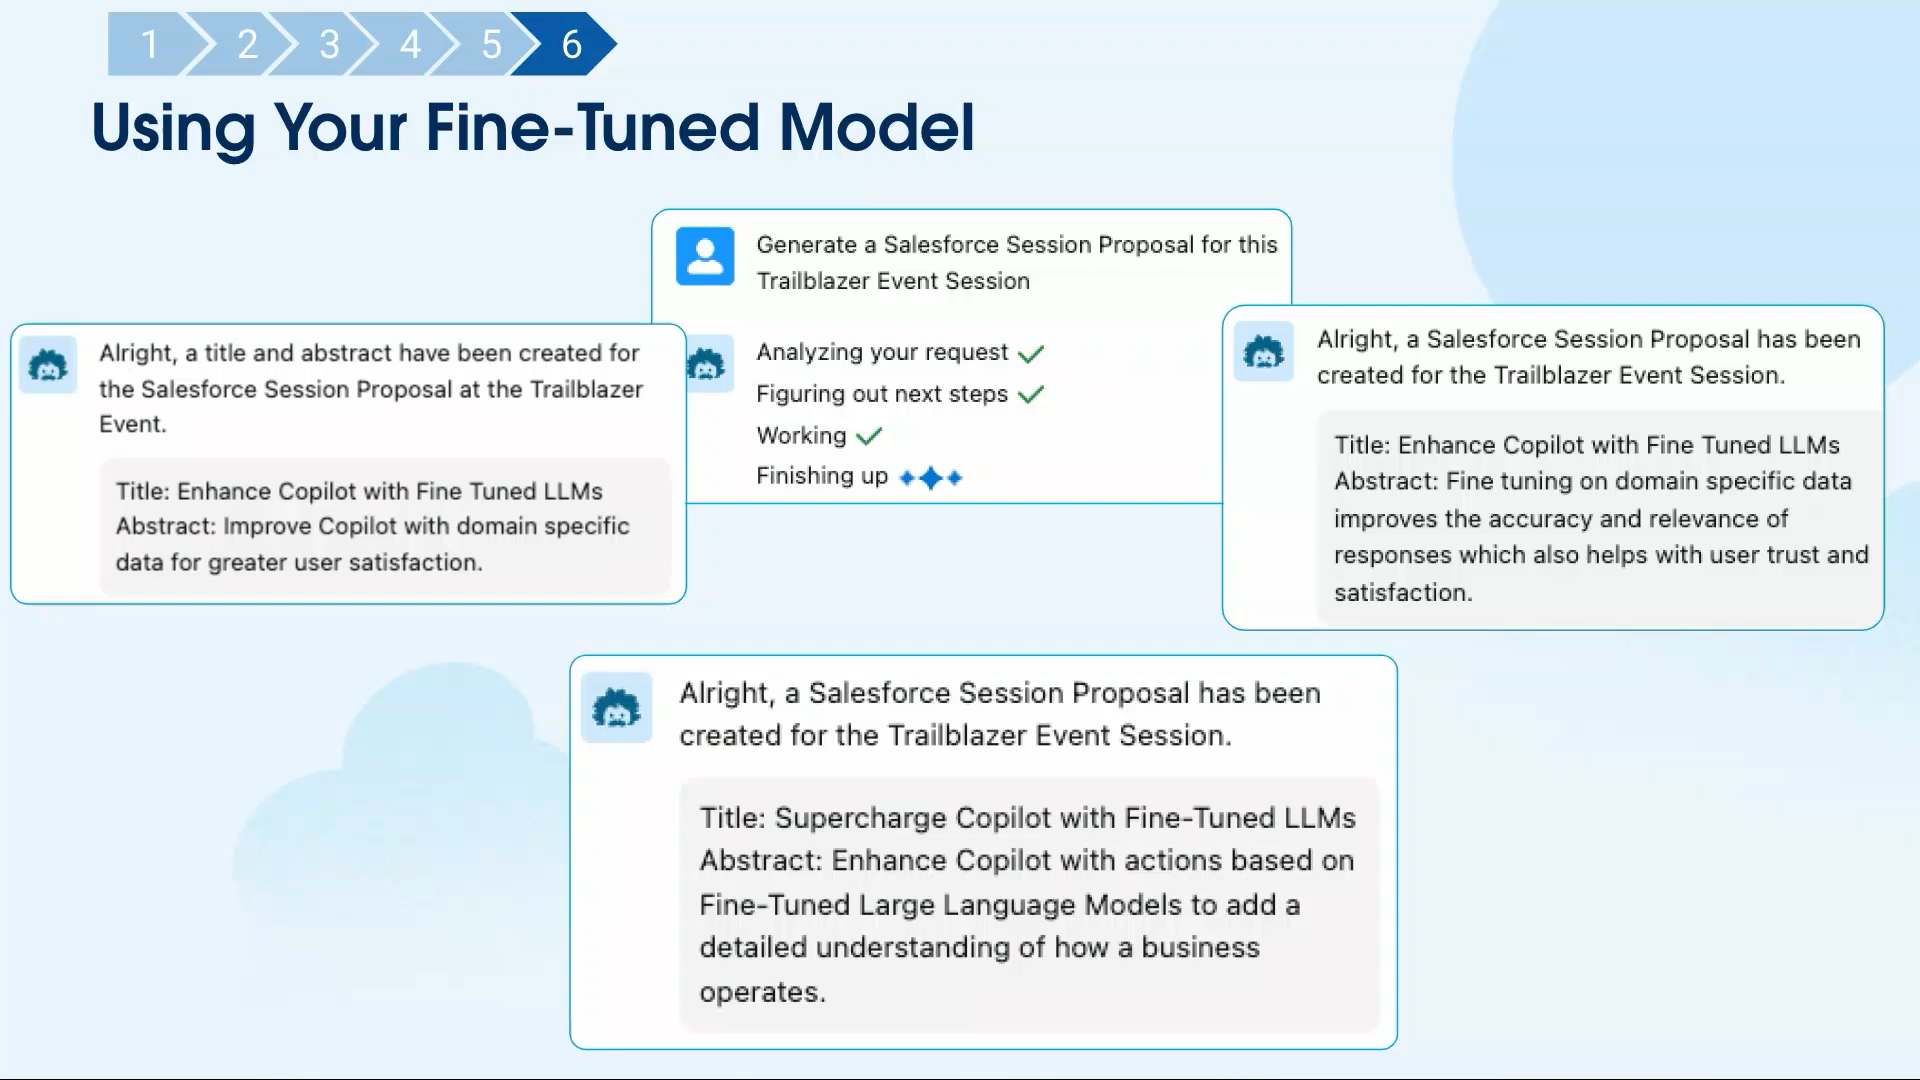 1 2 3 4 5 6
Using Your Fine-Tuned Model
Generate a Salesforce Session Proposal for this
Trailblazer Event Session
Analyzing your request
Figuring out next steps
Working
Finishing up
Alright, a title and abstract have been created for
the Salesforce Session Proposal at the Trailblazer
Event.
Title: Enhance Copilot with Fine Tuned LLMs
Abstract: Improve Copilot with domain specific
data for greater user satisfaction.
Alright, a Salesforce Session Proposal has been
created for the Trailblazer Event Session.
Title: Enhance Copilot with Fine Tuned LLMs
Abstract: Fine tuning on domain specific data
improves the accuracy and relevance of
responses which also helps with user trust and
satisfaction.
Alright, a Salesforce Session Proposal has been
created for the Trailblazer Event Session.
Title: Supercharge Copilot with Fine-Tuned LLMs
Abstract: Enhance Copilot with actions based on
Fine-Tuned Large Language Models to add a
detailed understanding of how a business
operates.